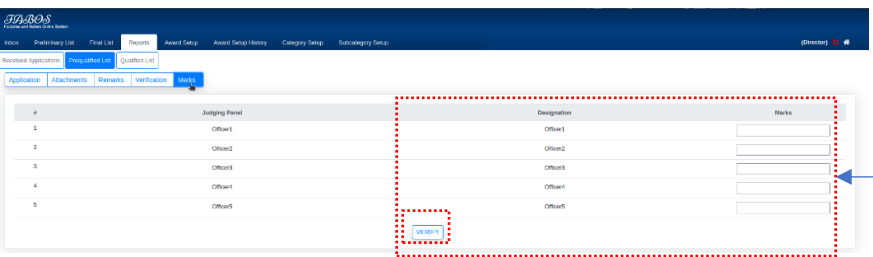 FABOS
Factories and Boilers Online System
Inbox Preliminary List Final List Reports Award Setup Award Setup History Category Setup Subcategory Setup (Director)
Received Applications Prequalified List Qualified List
Application Attachments Remarks Verification Marks
# Judging Panel Designation Marks
1 Officer1 Officer1
2 Officer2 Officer2
3 Officer3 Officer3
4 Officer4 Officer4
5 Officer5 Officer5
VERIFY